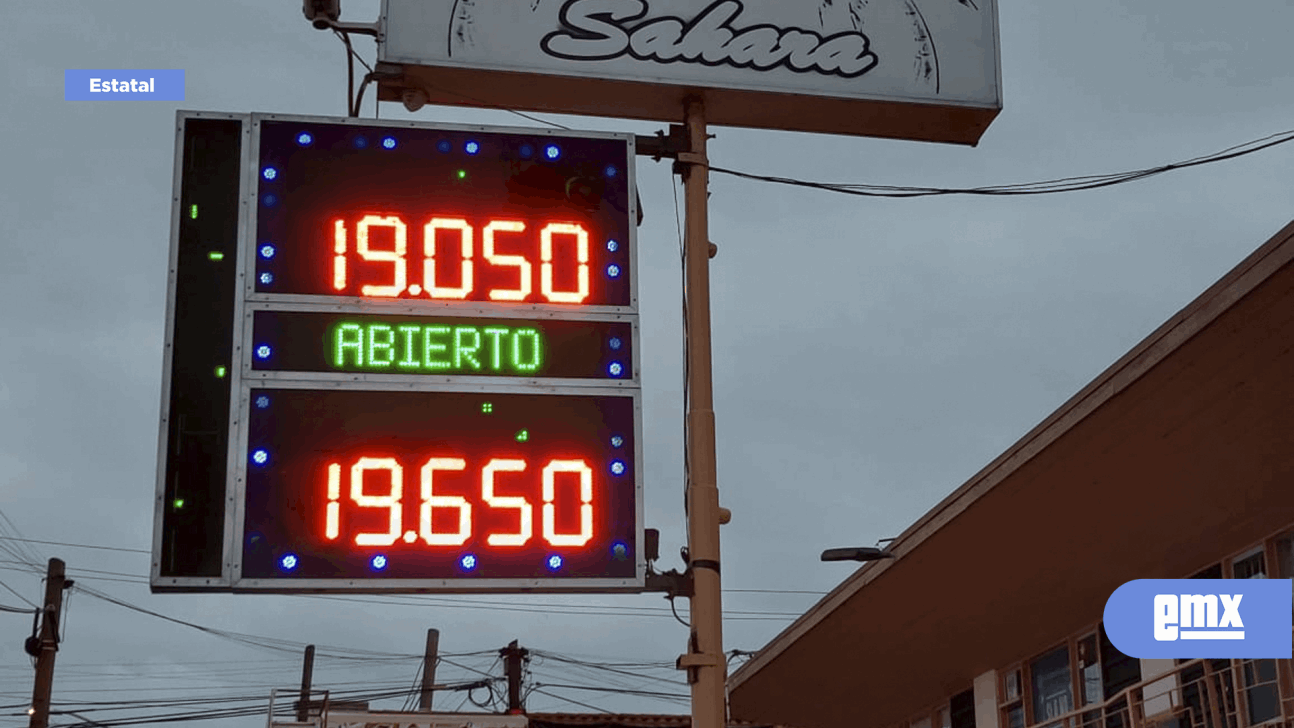 Sahara
Estatal
19.050
ABIERTO
19.650
emx